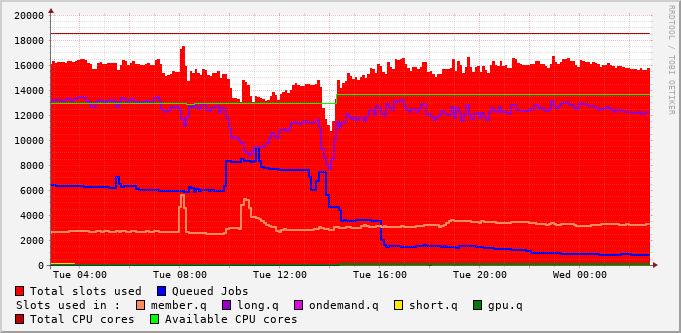 RRDTOOL / TOBI OETIKER
20000
18000
16000
14000
12000
10000
8000
6000
4000
2000
0
Tue 04:00 Tue 08:00 Tue 12:00 Tue 16:00 Tue 20:00 Wed 00:00
Total slots used Queued Jobs
Slots used in : member.q long.q ondemand.q short.q gpu.q
Total CPU cores Available CPU cores